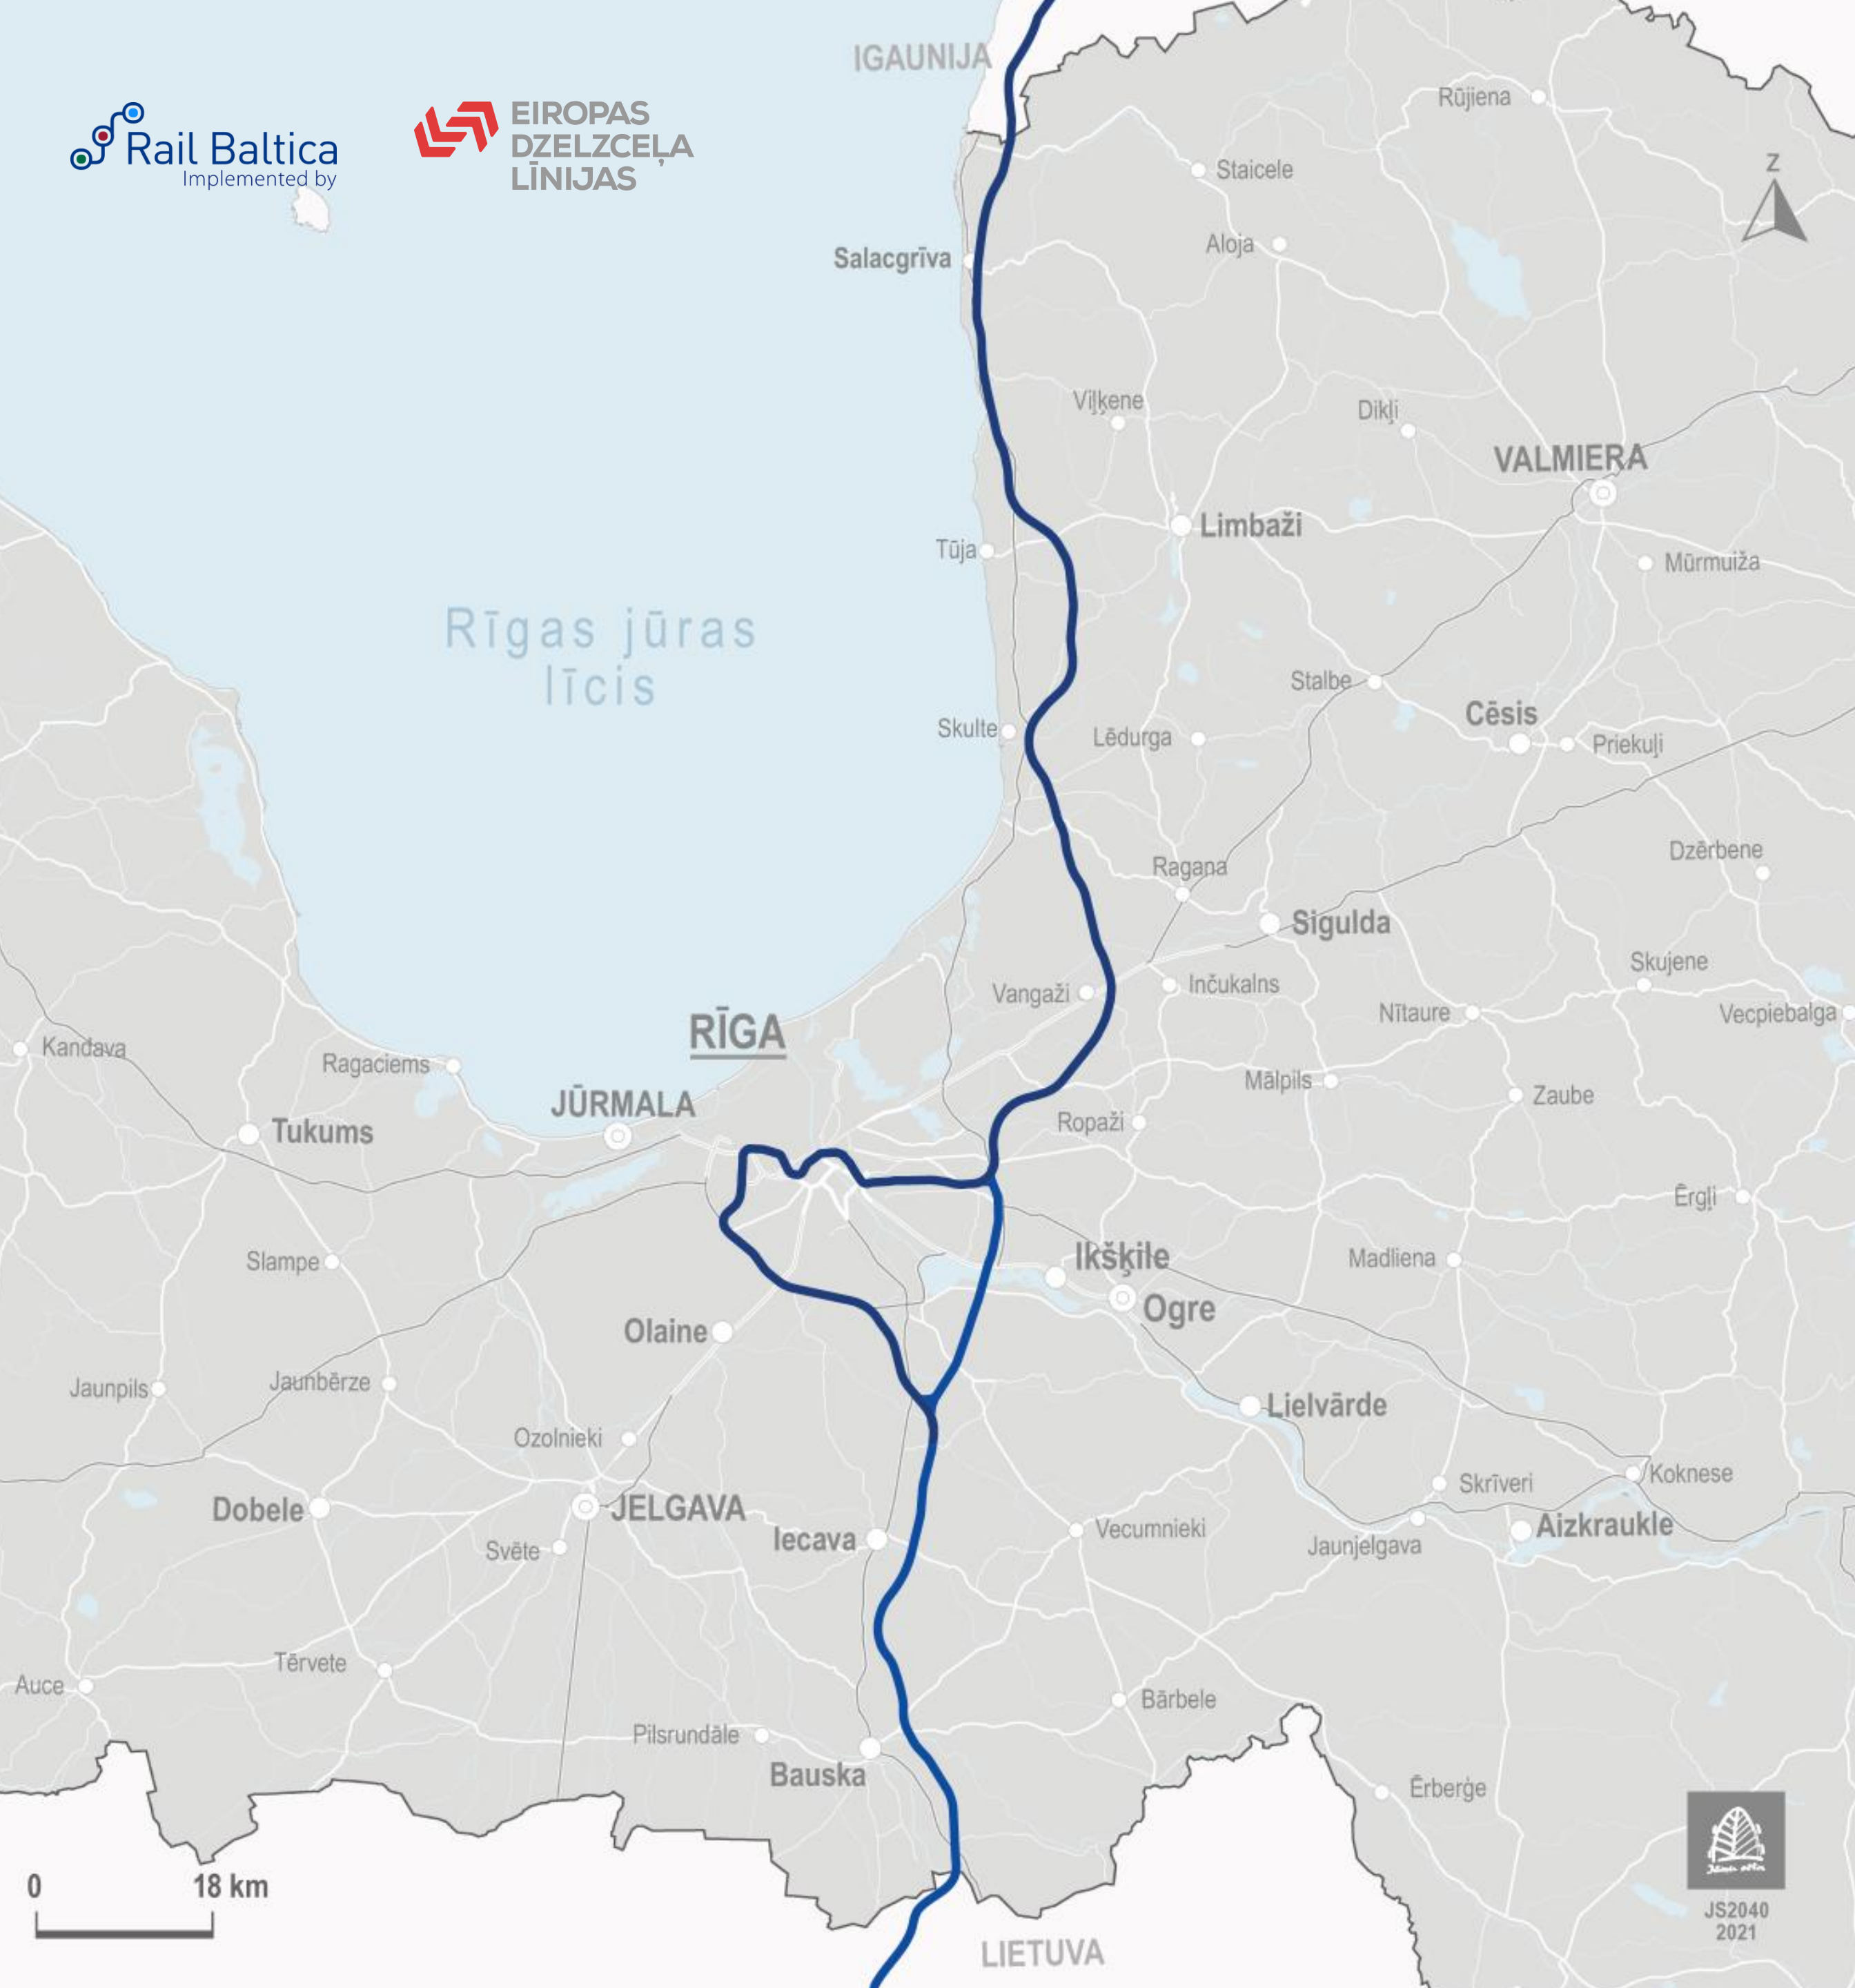 IGAUNIJA
Rail Baltica
Implemented by
EIROPAS
DZELZCEĻA
LĪNIJAS
Rūjiena
Z
Staicele
Aloja
Salacgrīva
Viļķene
Dikļi
VALMIERA
Limbaži
Tūja
Mūrmuiža
Rīgas jūras
līcis
Stalbe
Cēsis
Skulte
Lēdurga
Priekuļi
Dzērbene
Ragana
Sigulda
Skujene
Vangaži
Inčukalns
Nītaure
Vecpiebalga
RĪGA
Kandava
Ragaciems
Mālpils
Zaube
JŪRMALA
Tukums
Ropaži
Ērgļi
Slampe
Ikšķile
Madliena
Ogre
Olaine
Jaunpils
Jaunbērze
Lielvārde
Ozolnieki
Skrīveri
Koknese
Dobele
JELGAVA
Iecava
Vecumnieki
Aizkraukle
Svēte
Jaunjelgava
Tērvete
Auce
Bārbele
Pilsrundāle
Bauska
Ērberģe
0
18 km
JS2040
2021
LIETUVA